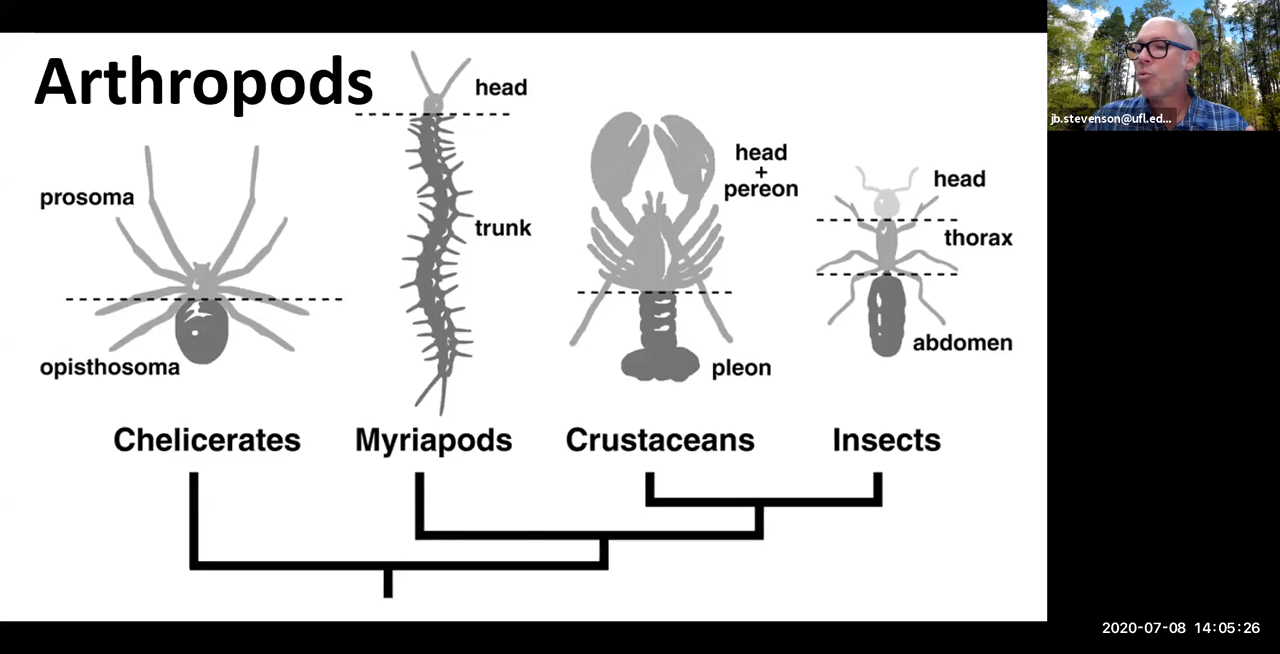 Arthropods
prosoma
opisthosoma
head
trunk
head
+
pereon
pleon
head
thorax
abdomen
Chelicerates
Myriapods
Crustaceans
Insects
jb.stevenson@ufl.ed...
2020-07-08 14:05:26